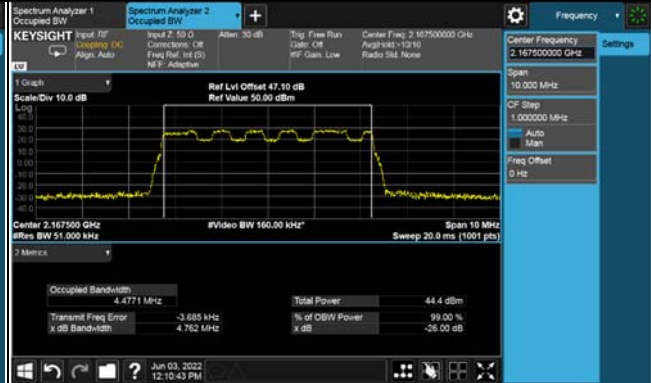 Spectrum Analyzer 1
Occupied BW
Spectrum Analyzer 2
Occupied BW
+
Frequency
KEYSIGHT
Input: RF
Coupling: DC
Align: Auto
Input Z: 50 Ω
Corrections: Off
Freq Ref: Int (S)
NFE: Adaptive
Atten: 30 dB
Trig: Free Run
Gate: Off
#IF Gain: Low
Center Freq: 2.167500000 GHz
Avg|Hold:>10/10
Radio Std: None
LVI
Center Frequency
2.167500000 GHz
Settings
Span
10.000 MHz
CF Step
1.000000 MHz
Auto
Man
Freq Offset
0 Hz
1 Graph
Scale/Div 10.0 dB
Ref Lvl Offset 47.10 dB
Ref Value 50.00 dBm
Log
40.0
30.0
20.0
10.0
0.00
-10.0
-20.0
-30.0
-40.0
Center 2.167500 GHz
#Res BW 51.000 kHz
#Video BW 160.00 kHz*
Span 10 MHz
Sweep 20.0 ms (1001 pts)
2 Metrics
Occupied Bandwidth
4.4771 MHz
Total Power
44.4 dBm
Transmit Freq Error
-3.685 kHz
% of OBW Power
99.00 %
x dB Bandwidth
4.762 MHz
x dB
-26.00 dB
?
Jun 03, 2022
12:10:43 PM